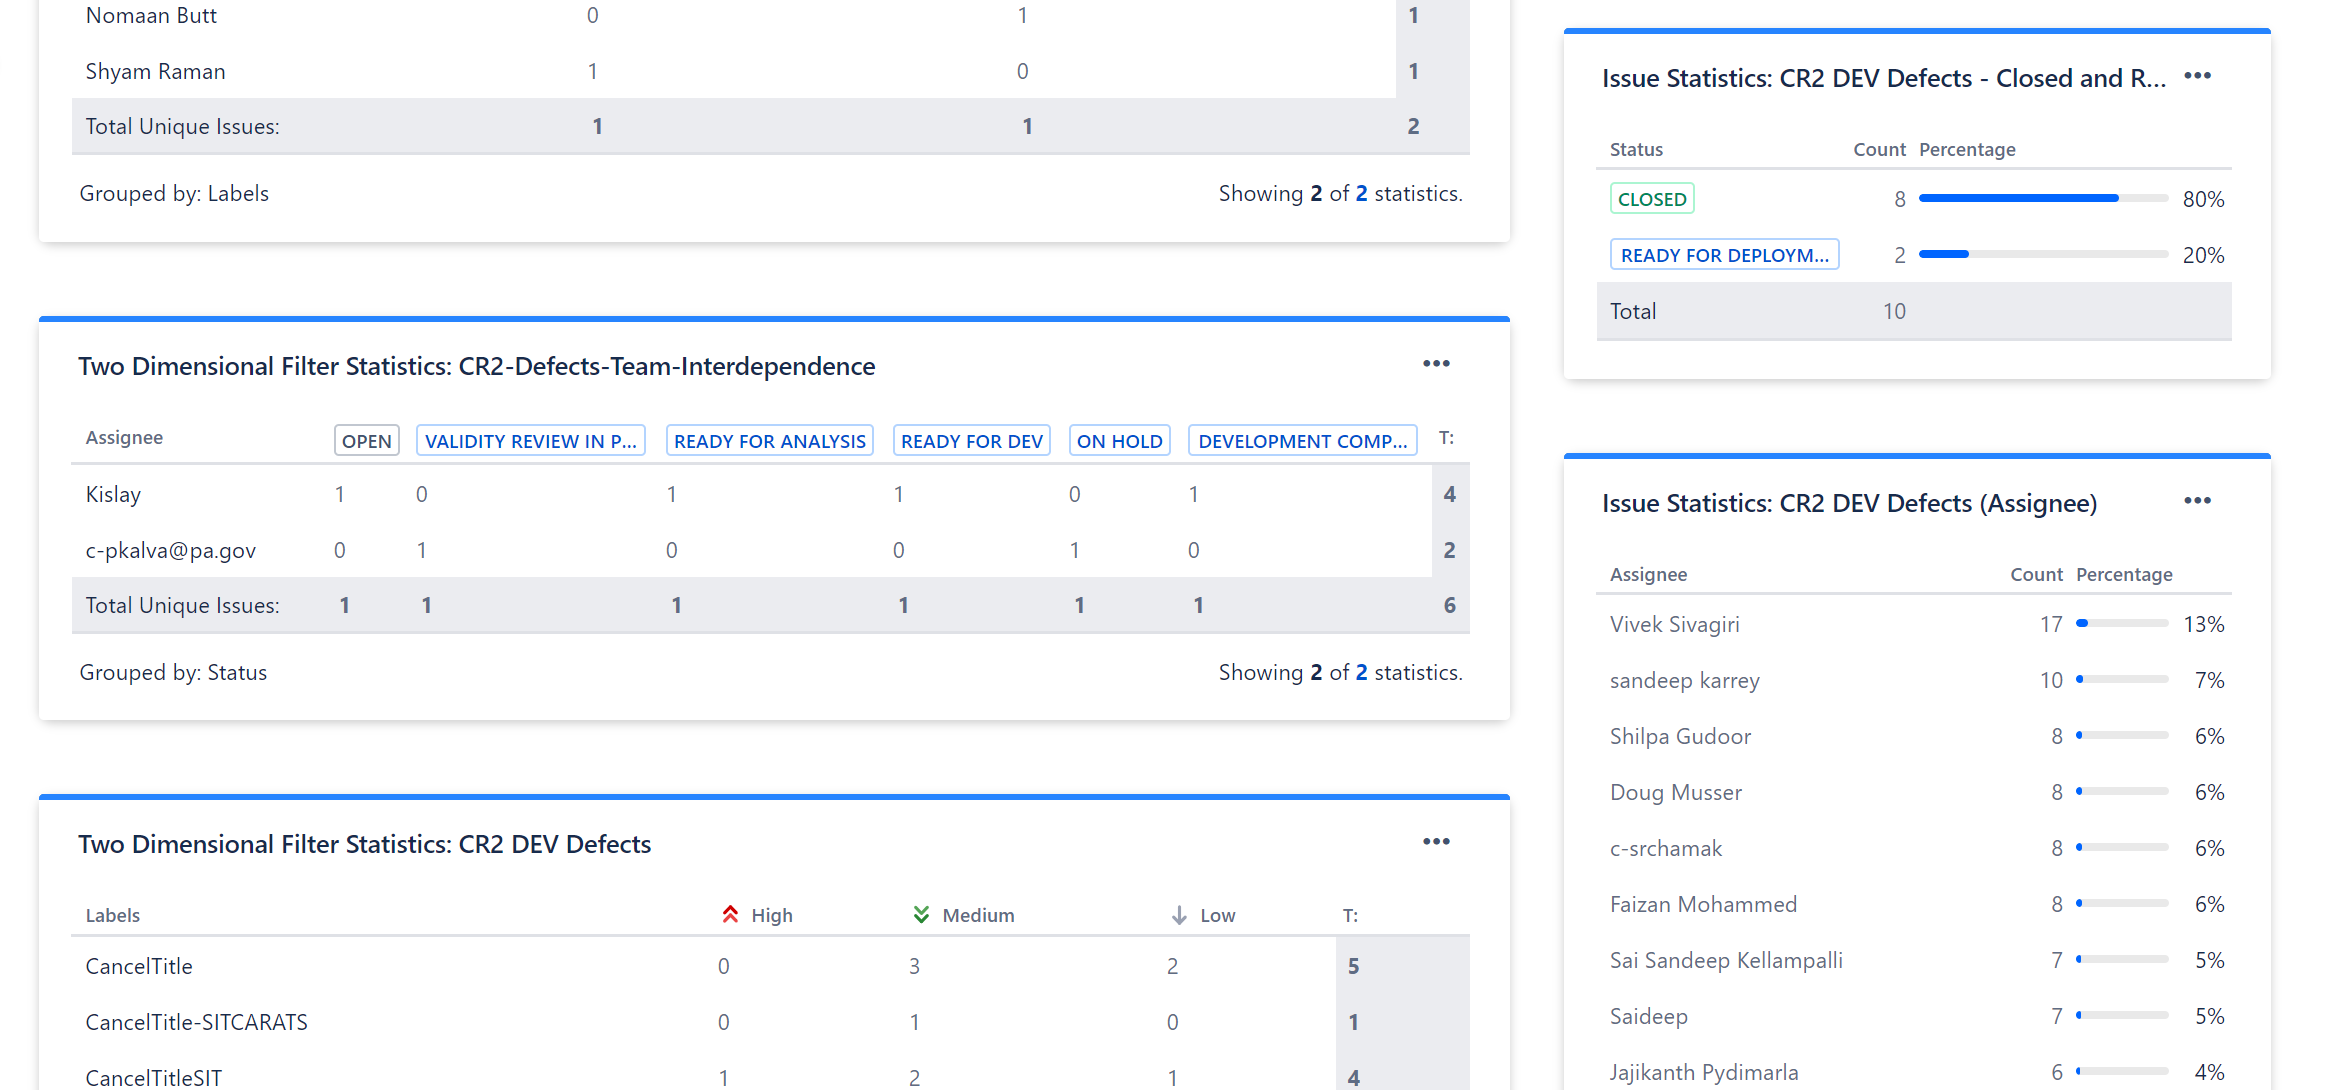 Nomaan Butt 0 1 1
Shyam Raman 1 0 1
Total Unique Issues: 1 1 2
Grouped by: Labels Showing 2 of 2 statistics.
Two Dimensional Filter Statistics: CR2-Defects-Team-Interdependence
Assignee OPEN VALIDITY REVIEW IN P... READY FOR ANALYSIS READY FOR DEV ON HOLD DEVELOPMENT COMP... T:
Kislay 1 0 1 1 0 1 4
c-pkalva@pa.gov 0 1 0 0 1 0 2
Total Unique Issues: 1 1 1 1 1 1 6
Grouped by: Status Showing 2 of 2 statistics.
Two Dimensional Filter Statistics: CR2 DEV Defects
Labels High Medium Low T:
CancelTitle 0 3 2 5
CancelTitle-SITCARATS 0 1 0 1
CancelTitleSIT 1 2 1 4
Issue Statistics: CR2 DEV Defects - Closed and R...
Status Count Percentage
CLOSED 8 80%
READY FOR DEPLOYM... 2 20%
Total 10
Issue Statistics: CR2 DEV Defects (Assignee)
Assignee Count Percentage
Vivek Sivagiri 17 13%
sandeep karrey 10 7%
Shilpa Gudoor 8 6%
Doug Musser 8 6%
c-srchamak 8 6%
Faizan Mohammed 8 6%
Sai Sandeep Kellampalli 7 5%
Saideep 7 5%
Jajikanth Pydimarla 6 4%